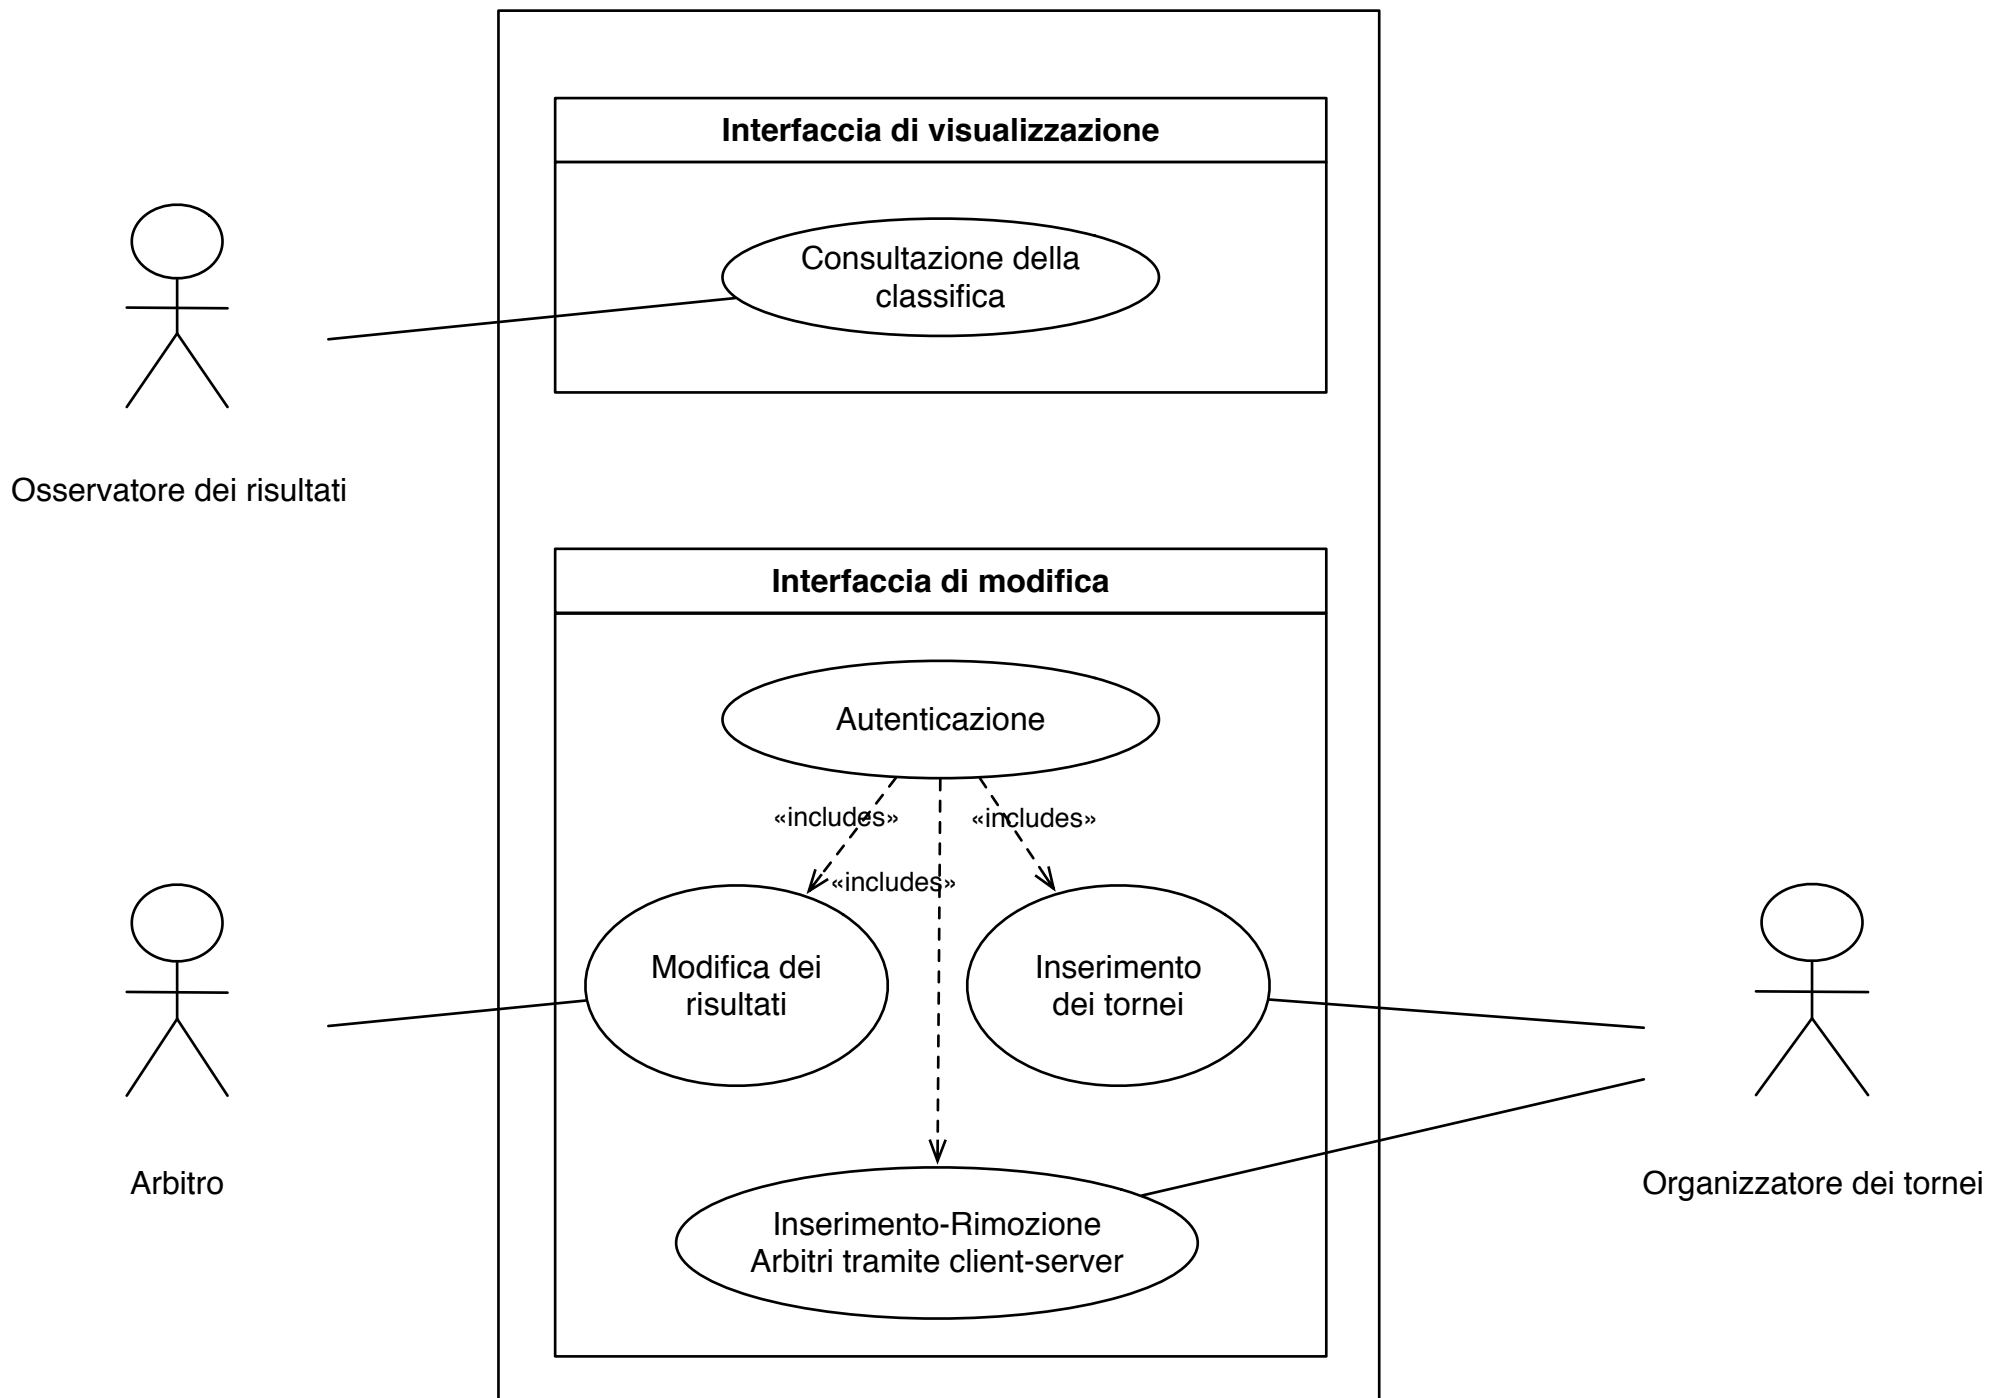 Interfaccia di visualizzazione
Consultazione della
classifica
Osservatore dei risultati
Interfaccia di modifica
Autenticazione
«includes»
«includes»
«includes»
Modifica dei
risultati
Inserimento
dei tornei
Arbitro
Organizzatore dei tornei
Inserimento-Rimozione
Arbitri tramite client-server